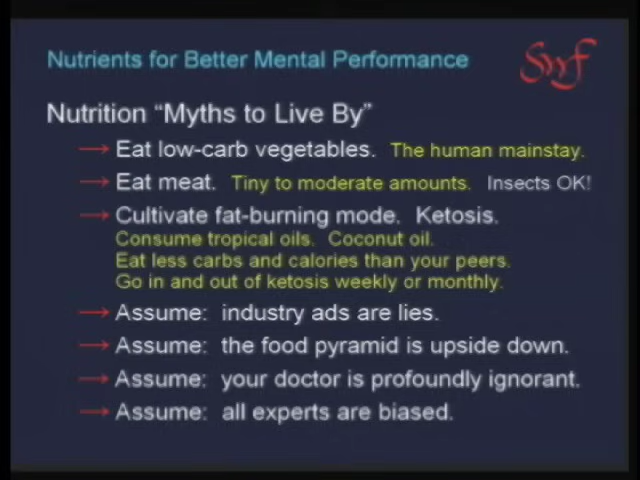 Nutrients for Better Mental Performance
Nutrition “Myths to Live By”
→ Eat low-carb vegetables. The human mainstay.
→ Eat meat. Tiny to moderate amounts. Insects OK!
→ Cultivate fat-burning mode. Ketosis.
Consume tropical oils. Coconut oil.
Eat less carbs and calories than your peers.
Go in and out of ketosis weekly or monthly.
→ Assume: industry ads are lies.
→ Assume: the food pyramid is upside down.
→ Assume: your doctor is profoundly ignorant.
→ Assume: all experts are biased.